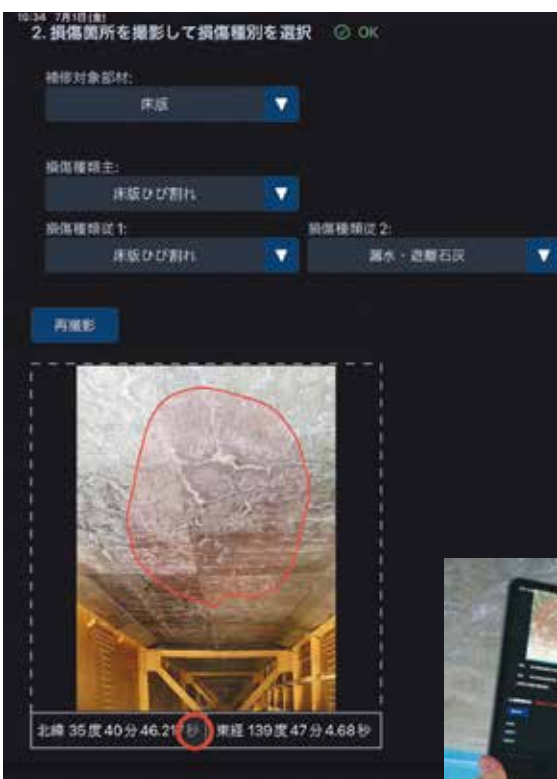 10:34 7月1日(金)
2. 損傷箇所を撮影して損傷種別を選択 OK
補修対象部材:
床版
損傷種類主:
床版ひび割れ
損傷種類従1: 損傷種類従2:
床版ひび割れ 漏水・遊離石灰
再撮影
北緯 35度40分46.21 秒 東経 139度47分4.68秒